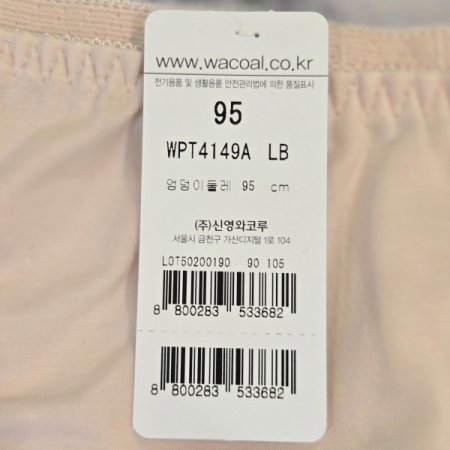 www.wacoal.co.kr
전기용품 및 생활용품 안전관리법에 의한 품질표시
95
WPT4149A LB
엉덩이둘레 95 cm
(주)신영와코루
서울시 금천구 가산디지털 1로 104
LOT50200190 90 105
8 800283 533682
8 800283 533682